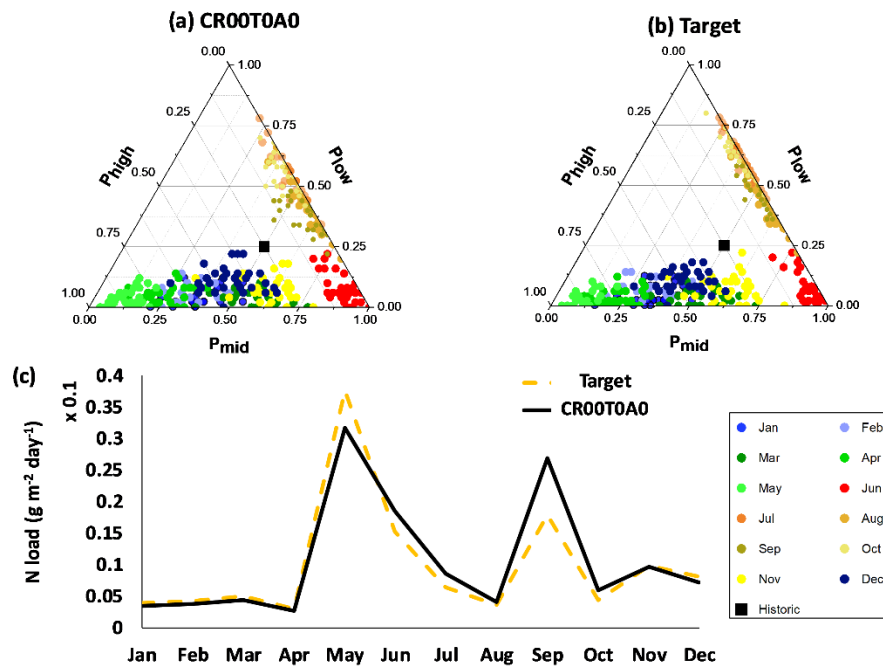 (a) CR00T0A0
(b) Target
0.00
1.00
0.25
0.75
Phigh
Plow
0.50
0.50
0.75
0.25
1.00
0.00
0.00
0.25
0.50
0.75
1.00
Pmid
0.00
1.00
0.25
0.75
Phigh
Plow
0.50
0.50
0.75
0.25
1.00
0.00
0.00
0.25
0.50
0.75
1.00
Pmid
(c)
N load (g m-2 day-1)
x 0.1
0.4
0.35
0.3
0.25
0.2
0.15
0.1
0.05
0
Target
CR00T0A0
Jan Feb Mar Apr May Jun Jul Aug Sep Oct Nov Dec
Jan Feb
Mar Apr
May Jun
Jul Aug
Sep Oct
Nov Dec
Historic